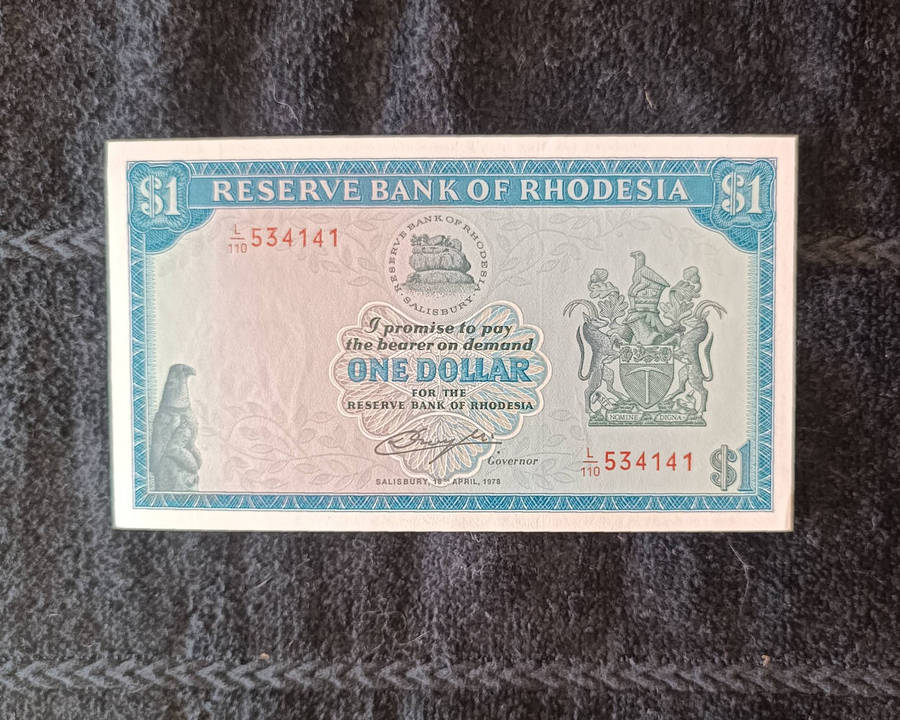 $1 RESERVE BANK OF RHODESIA $1
L/110 534141
RESERVE BANK OF RHODESIA
· SALISBURY ·
I promise to pay
the bearer on demand
ONE DOLLAR
FOR THE
RESERVE BANK OF RHODESIA
Governor
SALISBURY, 18TH APRIL, 1978
NOMINE DIGNA
L/110 534141
$1